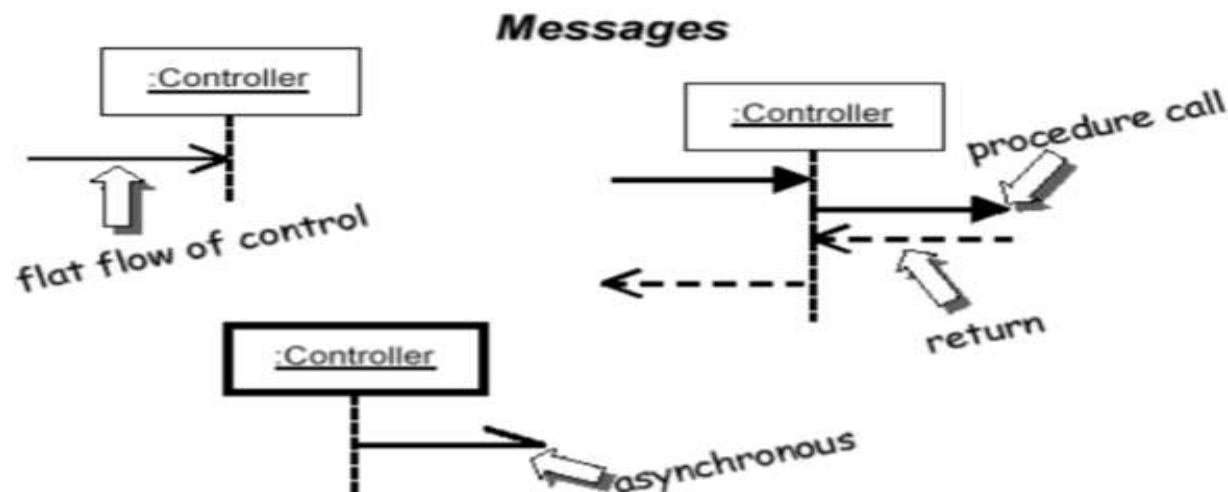 Messages
:Controller
:Controller
procedure call
flat flow of control
return
:Controller
asynchronous